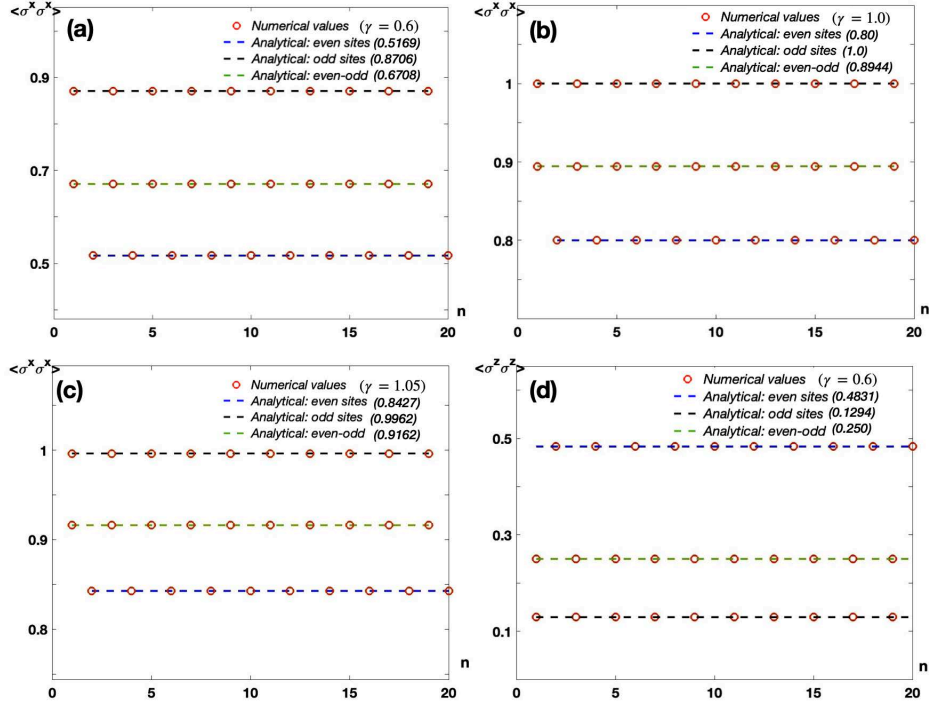 <σˣσˣ>
(a)
Numerical values (γ = 0.6)
Analytical: even sites (0.5169)
Analytical: odd sites (0.8706)
Analytical: even-odd (0.6708)
0.9
0.7
0.5
n
0 5 10 15 20
<σˣσˣ>
(b)
Numerical values (γ = 1.0)
Analytical: even sites (0.80)
Analytical: odd sites (1.0)
Analytical: even-odd (0.8944)
1
0.9
0.8
n
0 5 10 15 20
<σˣσˣ>
(c)
Numerical values (γ = 1.05)
Analytical: even sites (0.8427)
Analytical: odd sites (0.9962)
Analytical: even-odd (0.9162)
1
0.9
0.8
n
0 5 10 15 20
<σᶻσᶻ>
(d)
Numerical values (γ = 0.6)
Analytical: even sites (0.4831)
Analytical: odd sites (0.1294)
Analytical: even-odd (0.250)
0.5
0.3
0.1
n
0 5 10 15 20